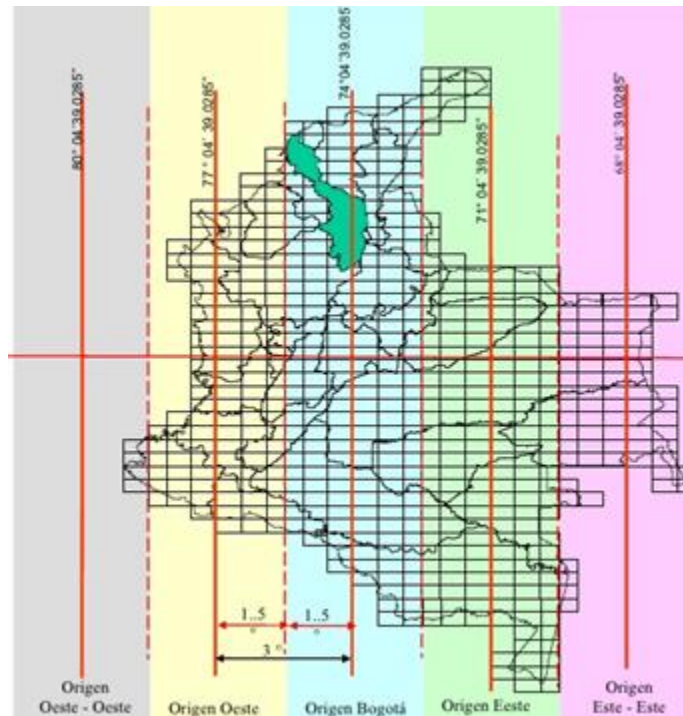 80° 04´39.0285"
77° 04´ 39.0285"
74°04´39.0285"
71° 04´ 39.0285"
68° 04´ 39.0285"
1..5
°
1..5
°
3 °
Origen
Oeste - Oeste
Origen Oeste
Origen Bogotá
Origen Eeste
Origen
Este - Este